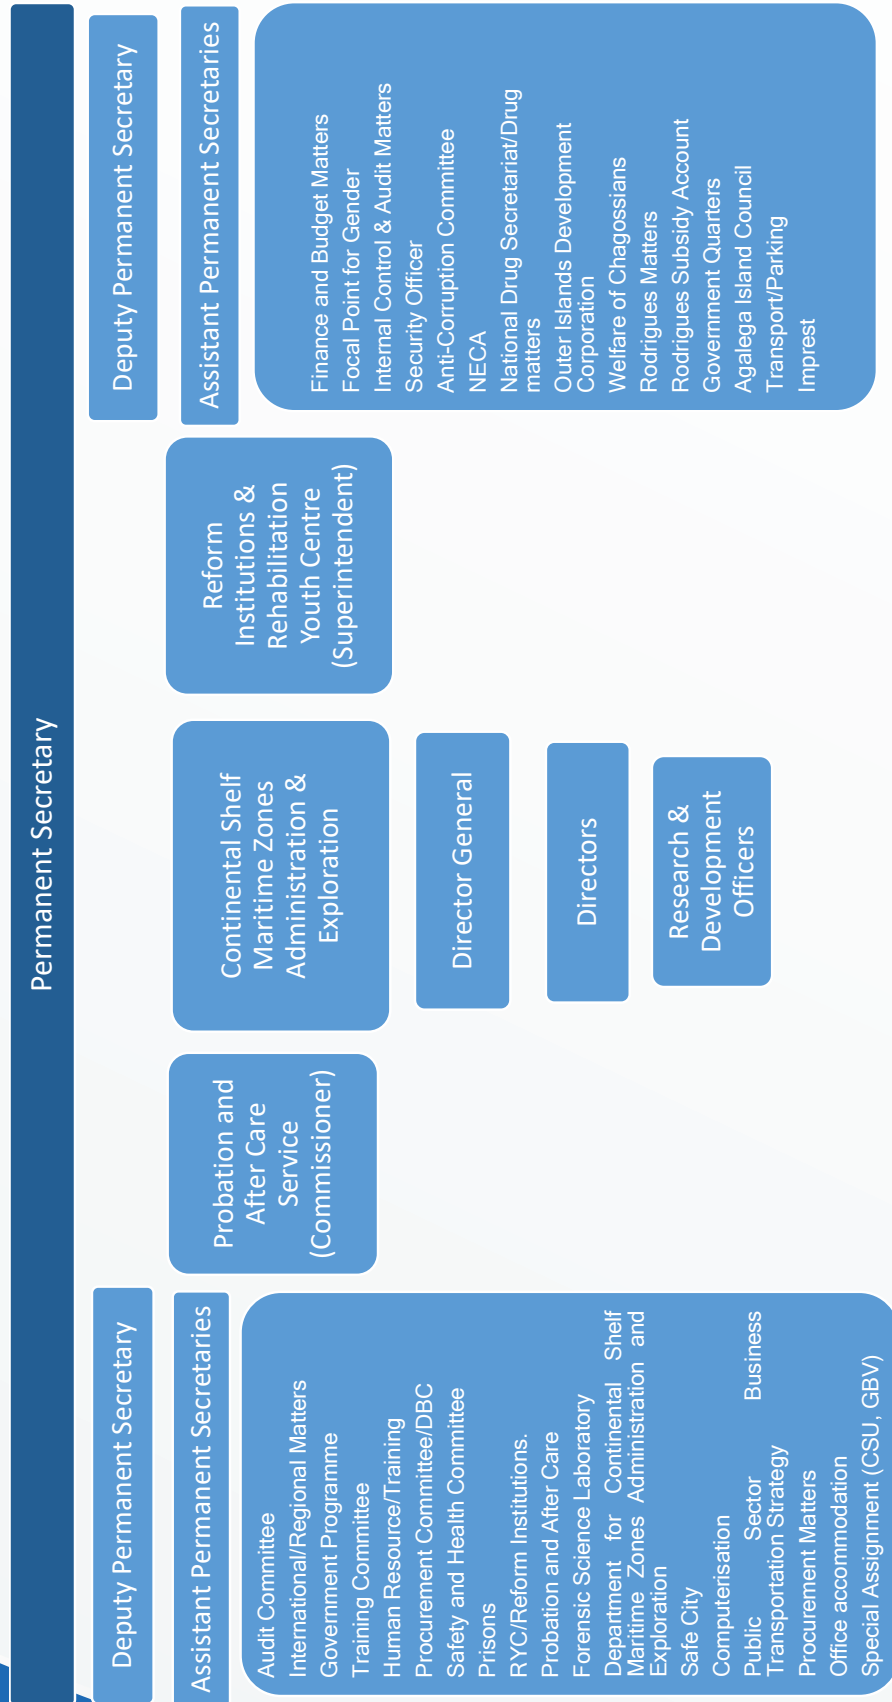 Permanent Secretary
Deputy Permanent Secretary
Assistant Permanent Secretaries
Audit Committee
International/Regional Matters
Government Programme
Training Committee
Human Resource/Training
Procurement Committee/DBC
Safety and Health Committee
Prisons
RYC/Reform Institutions.
Probation and After Care
Forensic Science Laboratory
Department for Continental Shelf
Maritime Zones Administration and
Exploration
Safe City
Computerisation
Public Sector Business
Transportation Strategy
Procurement Matters
Office accommodation
Special Assignment (CSU, GBV)
Probation and
After Care
Service
(Commissioner)
Continental Shelf
Maritime Zones
Administration &
Exploration
Director General
Directors
Research &
Development
Officers
Reform
Institutions &
Rehabilitation
Youth Centre
(Superintendent)
Deputy Permanent Secretary
Assistant Permanent Secretaries
Finance and Budget Matters
Focal Point for Gender
Internal Control & Audit Matters
Security Officer
Anti-Corruption Committee
NECA
National Drug Secretariat/Drug
matters
Outer Islands Development
Corporation
Welfare of Chagossians
Rodrigues Matters
Rodrigues Subsidy Account
Government Quarters
Agalega Island Council
Transport/Parking
Imprest